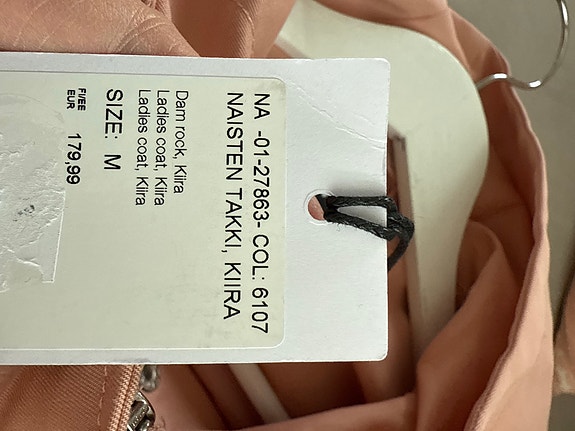 NA -01-27863- COL: 6107
NAISTEN TAKKI, KIIRA
Dam rock, Kiira
Ladies coat, Kiira
Ladies coat, Kiira
SIZE: M
FI/EE
EUR 179,99